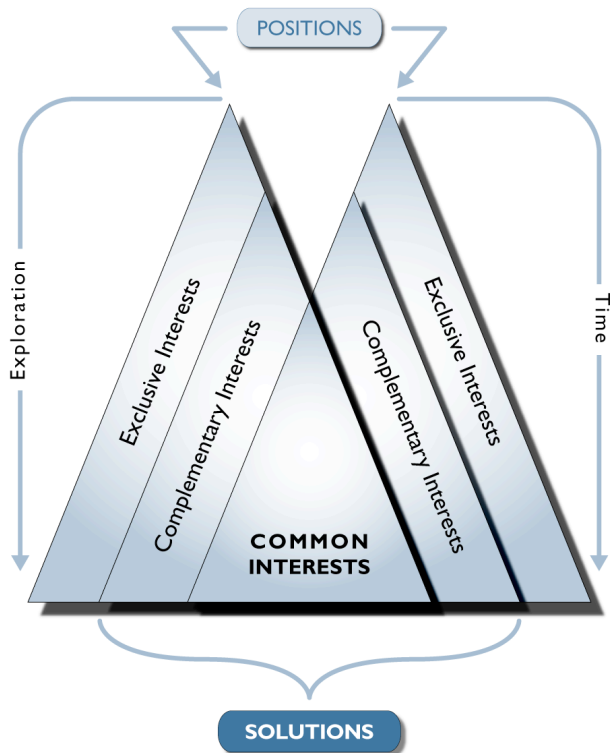 POSITIONS
Exploration
Exclusive Interests
Complementary Interests
COMMON
INTERESTS
Complementary Interests
Exclusive Interests
Time
SOLUTIONS